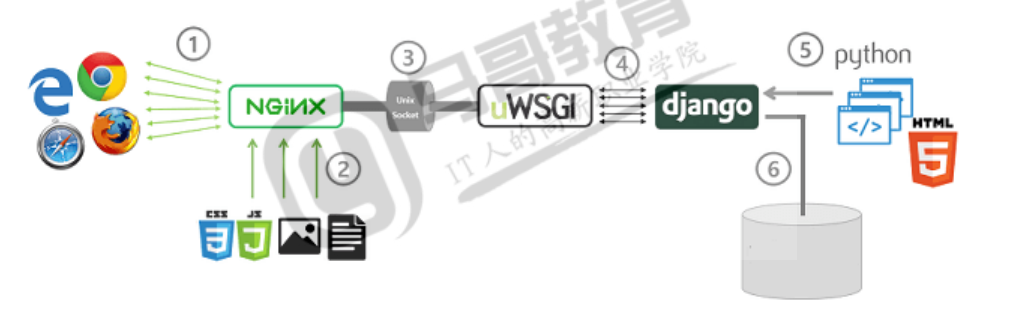 ①
②
③
④
⑤
⑥
NGINX
Unix
Socket
uWSGI
django
python
</>
HTML
5
CSS
3
JS
马哥教育
IT人的高薪职业学院